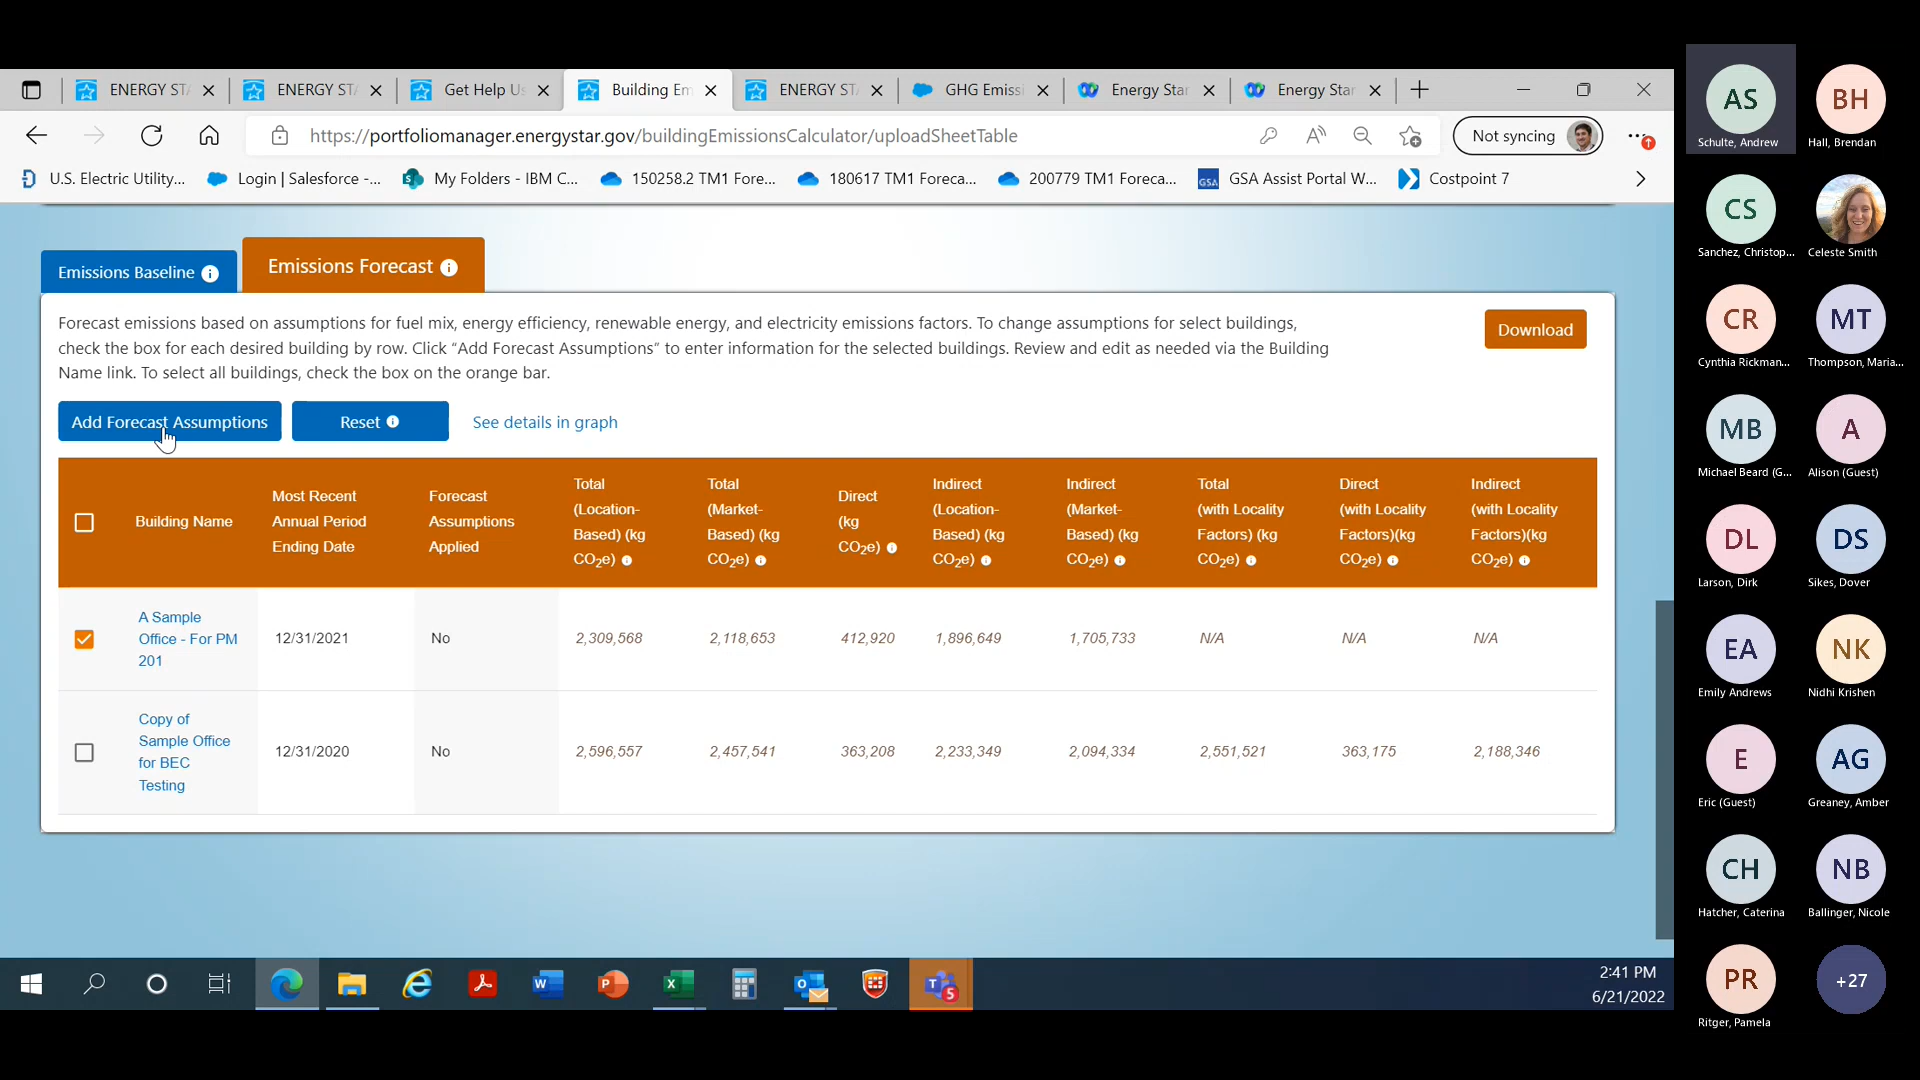 ENERGY STA
ENERGY STA
Get Help Us
Building Em
ENERGY STA
GHG Emissi
Energy Star
Energy Star
https://portfoliomanager.energystar.gov/buildingEmissionsCalculator/uploadSheetTable
Not syncing
U.S. Electric Utility...
Login | Salesforce -...
My Folders - IBM C...
150258.2 TM1 Fore...
180617 TM1 Foreca...
200779 TM1 Foreca...
GSA
GSA Assist Portal W...
Costpoint 7
Emissions Baseline
Emissions Forecast
Forecast emissions based on assumptions for fuel mix, energy efficiency, renewable energy, and electricity emissions factors. To change assumptions for select buildings,
check the box for each desired building by row. Click “Add Forecast Assumptions” to enter information for the selected buildings. Review and edit as needed via the Building
Name link. To select all buildings, check the box on the orange bar.
Download
Add Forecast Assumptions
Reset
See details in graph
Building Name
Most Recent
Annual Period
Ending Date
Forecast
Assumptions
Applied
Total
(Location-
Based) (kg
CO2e)
Total
(Market-
Based) (kg
CO2e)
Direct
(kg
CO2e)
Indirect
(Location-
Based) (kg
CO2e)
Indirect
(Market-
Based) (kg
CO2e)
Total
(with Locality
Factors) (kg
CO2e)
Direct
(with Locality
Factors)(kg
CO2e)
Indirect
(with Locality
Factors)(kg
CO2e)
A Sample
Office - For PM
201
12/31/2021
No
2,309,568
2,118,653
412,920
1,896,649
1,705,733
N/A
N/A
N/A
Copy of
Sample Office
for BEC
Testing
12/31/2020
No
2,596,557
2,457,541
363,208
2,233,349
2,094,334
2,551,521
363,175
2,188,346
2:41 PM
6/21/2022
AS
Schulte, Andrew
BH
Hall, Brendan
CS
Sanchez, Christop...
Celeste Smith
CR
Cynthia Rickman...
MT
Thompson, Maria...
MB
Michael Beard (G...
A
Alison (Guest)
DL
Larson, Dirk
DS
Sikes, Dover
EA
Emily Andrews
NK
Nidhi Krishen
E
Eric (Guest)
AG
Greaney, Amber
CH
Hatcher, Caterina
NB
Ballinger, Nicole
PR
Ritger, Pamela
+27